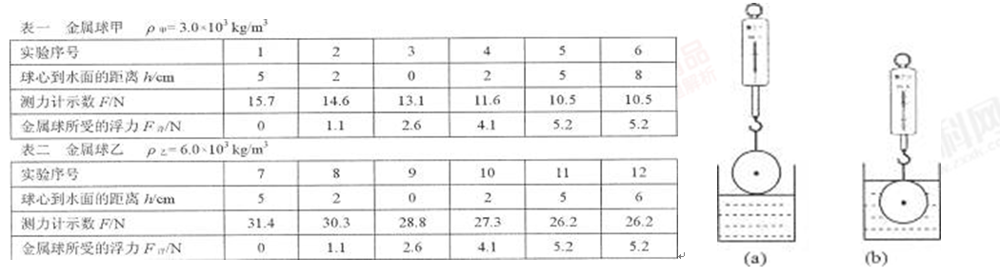 表一 金属球甲 ρ甲= 3.0×10³ kg/m³
实验序号 1 2 3 4 5 6
球心到水面的距离 h/cm 5 2 0 2 5 8
测力计示数 F/N 15.7 14.6 13.1 11.6 10.5 10.5
金属球所受的浮力 F浮/N 0 1.1 2.6 4.1 5.2 5.2
表二 金属球乙 ρ乙= 6.0×10³ kg/m³
实验序号 7 8 9 10 11 12
球心到水面的距离 h/cm 5 2 0 2 5 6
测力计示数 F/N 31.4 30.3 28.8 27.3 26.2 26.2
金属球所受的浮力 F浮/N 0 1.1 2.6 4.1 5.2 5.2
(a) (b)